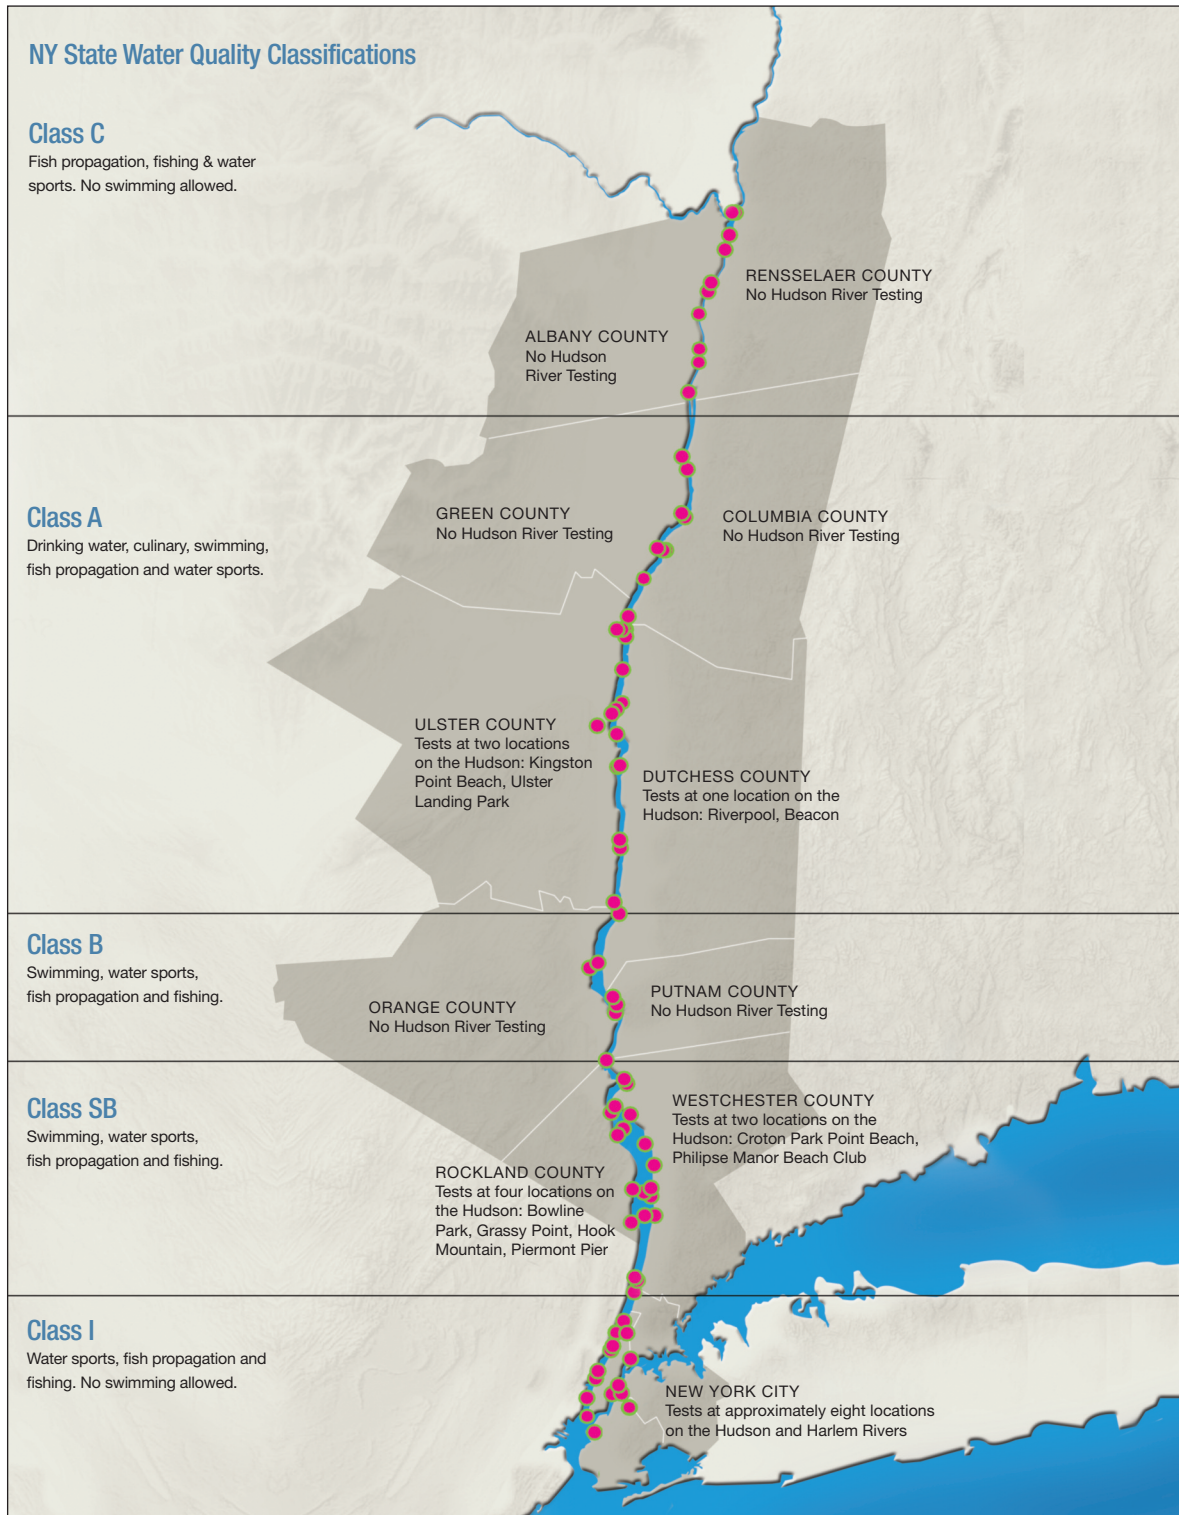 NY State Water Quality Classifications
Class C
Fish propagation, fishing & water
sports. No swimming allowed.
RENSSELAER COUNTY
No Hudson River Testing
ALBANY COUNTY
No Hudson
River Testing
Class A
Drinking water, culinary, swimming,
fish propagation and water sports.
GREEN COUNTY
No Hudson River Testing
COLUMBIA COUNTY
No Hudson River Testing
ULSTER COUNTY
Tests at two locations
on the Hudson: Kingston
Point Beach, Ulster
Landing Park
DUTCHESS COUNTY
Tests at one location on the
Hudson: Riverpool, Beacon
Class B
Swimming, water sports,
fish propagation and fishing.
ORANGE COUNTY
No Hudson River Testing
PUTNAM COUNTY
No Hudson River Testing
Class SB
Swimming, water sports,
fish propagation and fishing.
WESTCHESTER COUNTY
Tests at two locations on the
Hudson: Croton Park Point Beach,
Philipse Manor Beach Club
ROCKLAND COUNTY
Tests at four locations on
the Hudson: Bowline
Park, Grassy Point, Hook
Mountain, Piermont Pier
Class I
Water sports, fish propagation and
fishing. No swimming allowed.
NEW YORK CITY
Tests at approximately eight locations
on the Hudson and Harlem Rivers